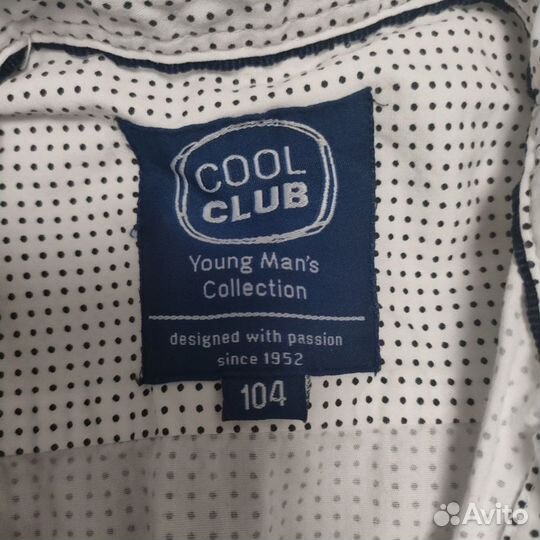 COOL
CLUB
Young Man's
Collection
designed with passion
since 1952
104
Avito